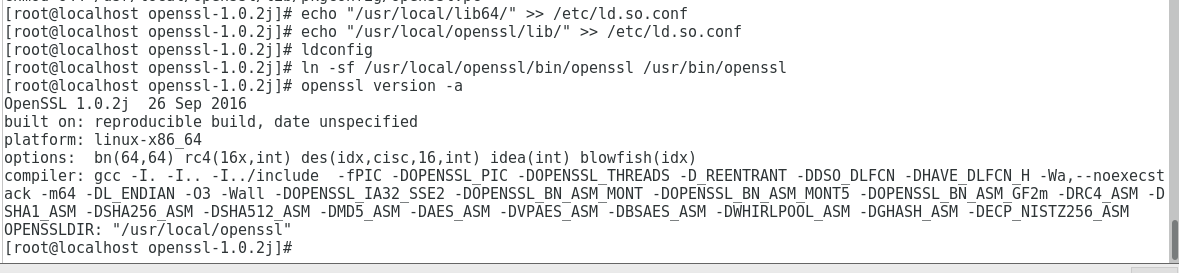 [root@localhost openssl-1.0.2j]# echo "/usr/local/lib64/" >> /etc/ld.so.conf
[root@localhost openssl-1.0.2j]# echo "/usr/local/openssl/lib/" >> /etc/ld.so.conf
[root@localhost openssl-1.0.2j]# ldconfig
[root@localhost openssl-1.0.2j]# ln -sf /usr/local/openssl/bin/openssl /usr/bin/openssl
[root@localhost openssl-1.0.2j]# openssl version -a
OpenSSL 1.0.2j  26 Sep 2016
built on: reproducible build, date unspecified
platform: linux-x86_64
options:  bn(64,64) rc4(16x,int) des(idx,cisc,16,int) idea(int) blowfish(idx)
compiler: gcc -I. -I.. -I../include  -fPIC -DOPENSSL_PIC -DOPENSSL_THREADS -D_REENTRANT -DDSO_DLFCN -DHAVE_DLFCN_H -Wa,--noexecst
ack -m64 -DL_ENDIAN -O3 -Wall -DOPENSSL_IA32_SSE2 -DOPENSSL_BN_ASM_MONT -DOPENSSL_BN_ASM_MONT5 -DOPENSSL_BN_ASM_GF2m -DRC4_ASM -D
SHA1_ASM -DSHA256_ASM -DSHA512_ASM -DMD5_ASM -DAES_ASM -DVPAES_ASM -DBSAES_ASM -DWHIRLPOOL_ASM -DGHASH_ASM -DECP_NISTZ256_ASM
OPENSSLDIR: "/usr/local/openssl"
[root@localhost openssl-1.0.2j]#